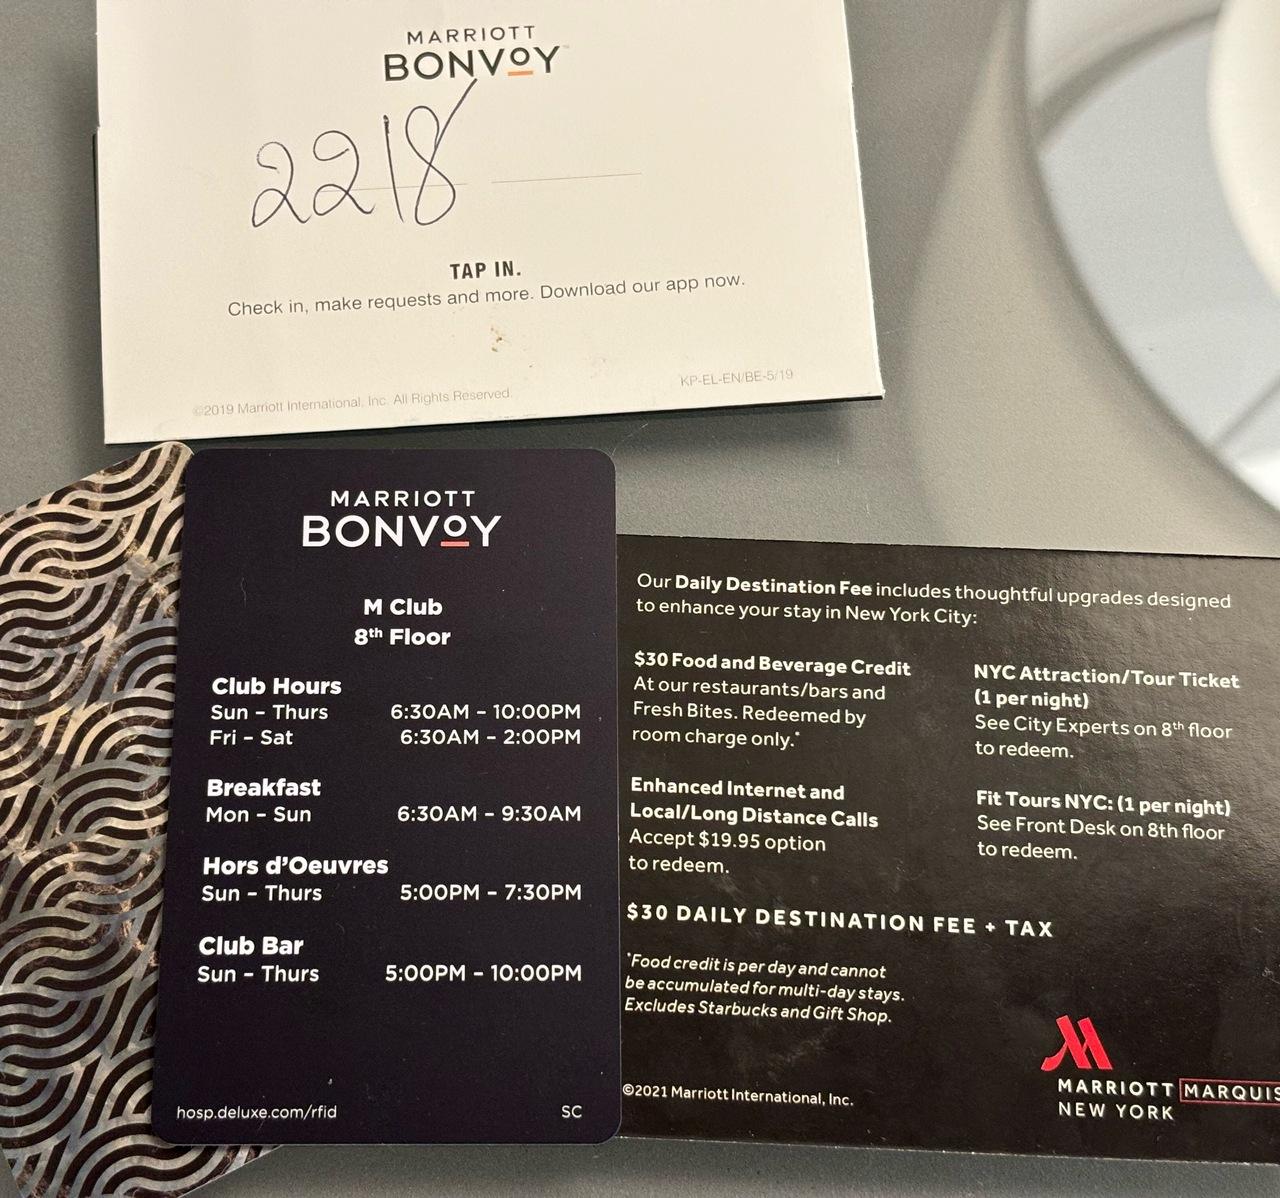 MARRIOTT
BONVOY™
2218
TAP IN.
Check in, make requests and more. Download our app now.
©2019 Marriott International, Inc. All Rights Reserved.
KP-EL-EN/BE-5/19
MARRIOTT
BONVOY
M Club
8th Floor
Club Hours
Sun – Thurs 6:30AM – 10:00PM
Fri – Sat 6:30AM – 2:00PM
Breakfast
Mon – Sun 6:30AM – 9:30AM
Hors d’Oeuvres
Sun – Thurs 5:00PM – 7:30PM
Club Bar
Sun – Thurs 5:00PM – 10:00PM
hosp.deluxe.com/rfid SC
Our Daily Destination Fee includes thoughtful upgrades designed
to enhance your stay in New York City:
$30 Food and Beverage Credit
At our restaurants/bars and
Fresh Bites. Redeemed by
room charge only.*
Enhanced Internet and
Local/Long Distance Calls
Accept $19.95 option
to redeem.
NYC Attraction/Tour Ticket
(1 per night)
See City Experts on 8th floor
to redeem.
Fit Tours NYC: (1 per night)
See Front Desk on 8th floor
to redeem.
$30 DAILY DESTINATION FEE + TAX
*Food credit is per day and cannot
be accumulated for multi-day stays.
Excludes Starbucks and Gift Shop.
©2021 Marriott International, Inc.
MARRIOTT MARQUIS
NEW YORK